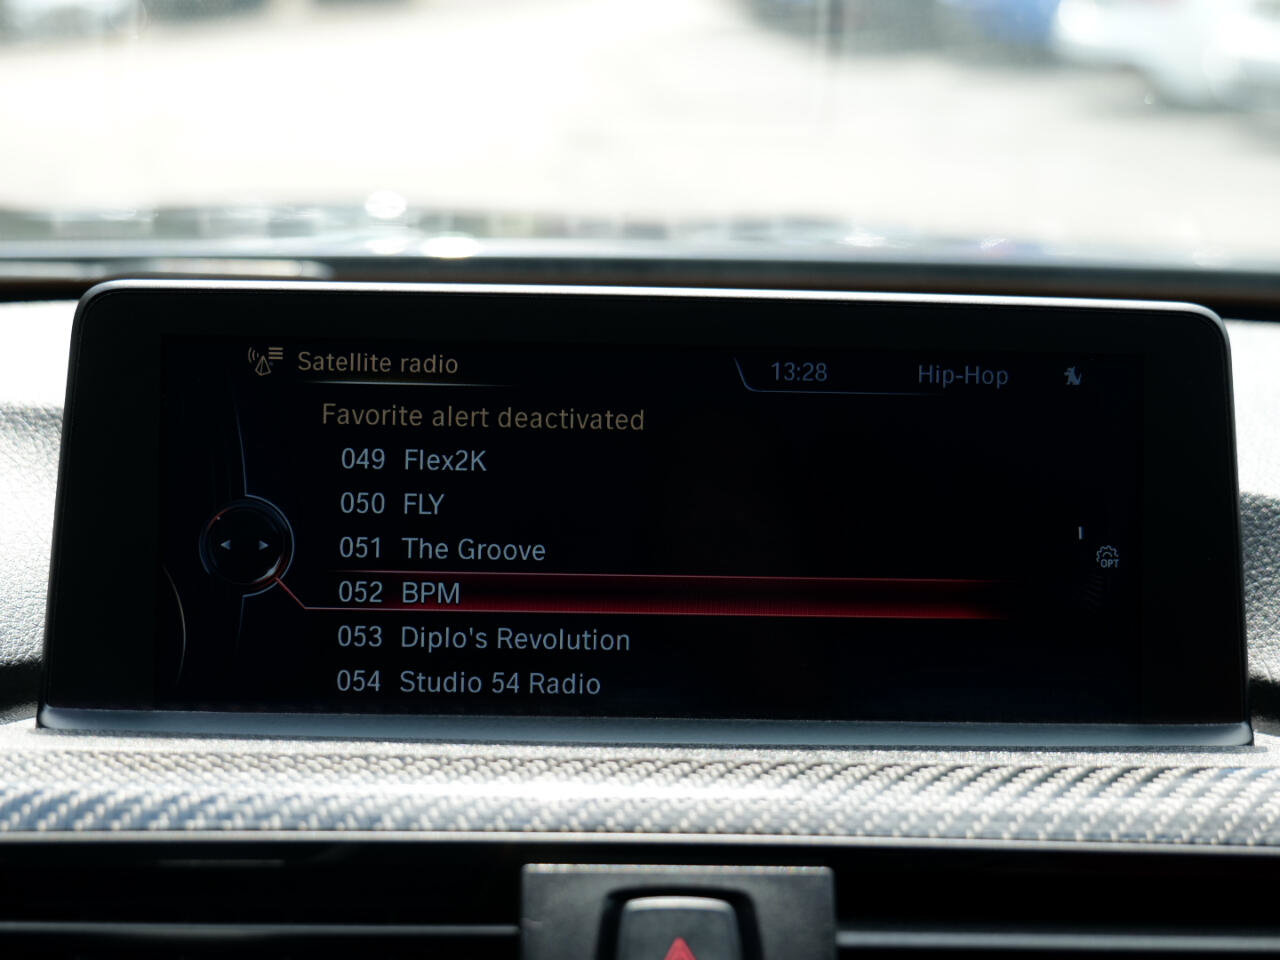 Satellite radio 13:28 Hip-Hop
Favorite alert deactivated
049 Flex2K
050 FLY
051 The Groove
OPT
052 BPM
053 Diplo's Revolution
054 Studio 54 Radio